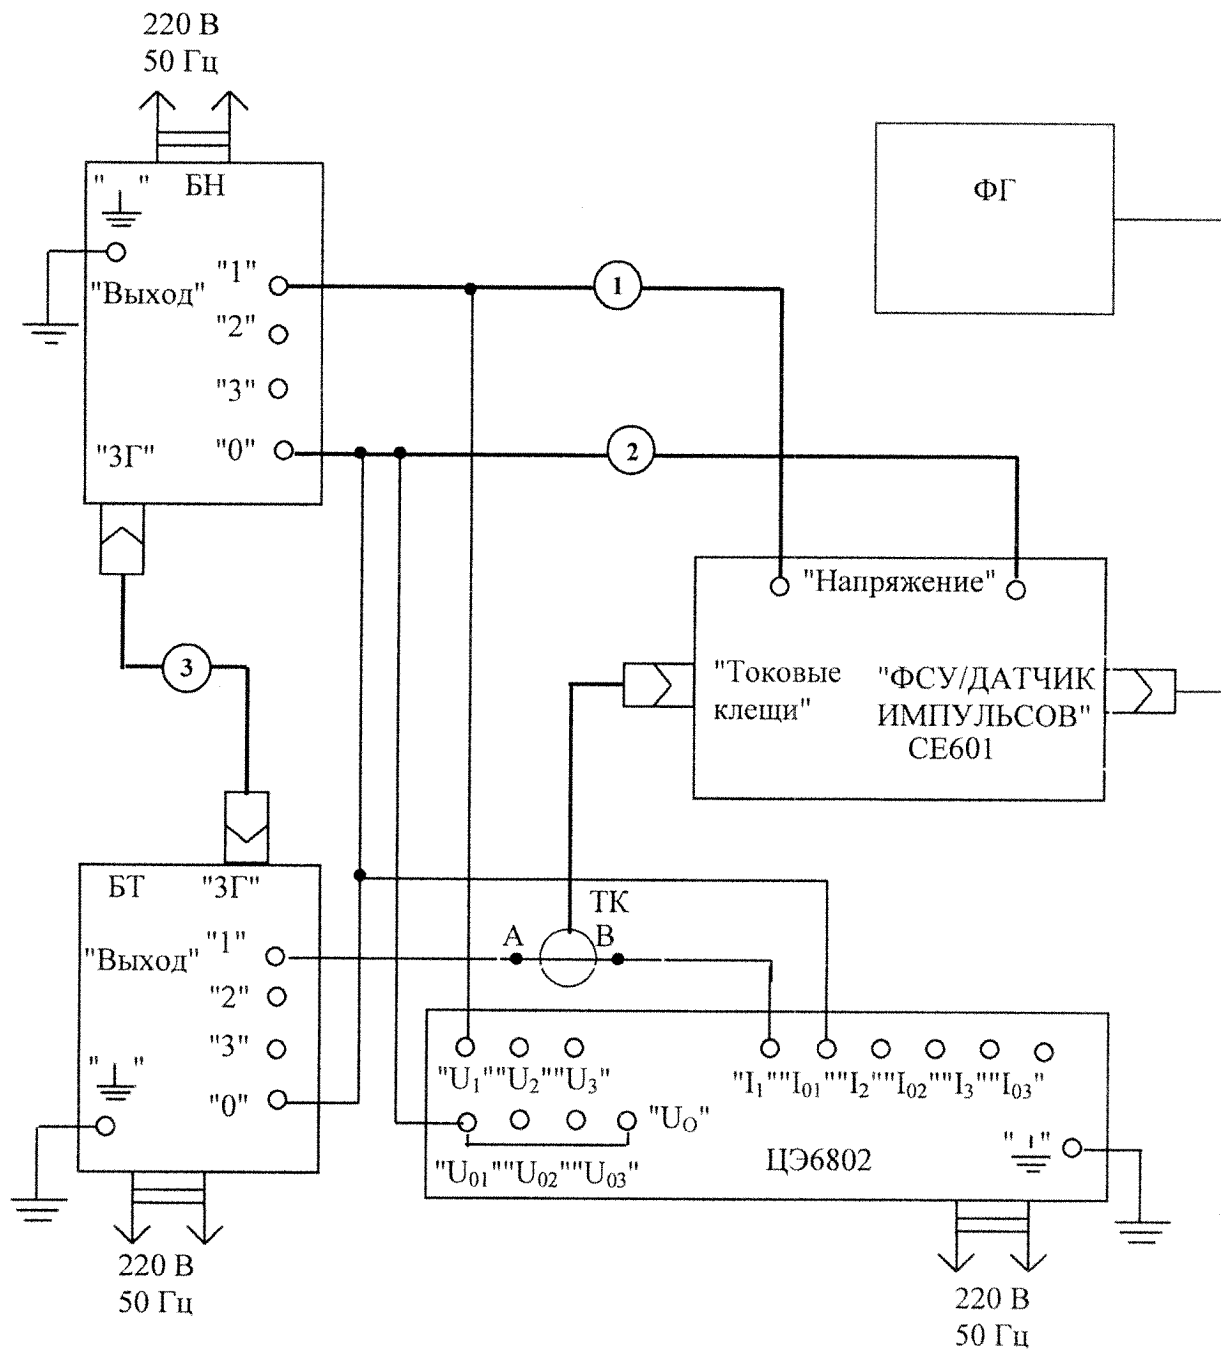 220 В
50 Гц
" ⏚ " БН
"Выход"
"1"
"2"
"3"
"0"
"ЗГ"
ФГ
1
2
3
"Напряжение"
"Токовые
клещи"
"ФСУ/ДАТЧИК
ИМПУЛЬСОВ"
СЕ601
БТ "ЗГ"
"Выход"
"1"
"2"
"3"
"0"
" ⏚ "
220 В
50 Гц
ТК
А В
"U₁""U₂""U₃"
"U₀"
"U₀₁""U₀₂""U₀₃"
"I₁""I₀₁""I₂""I₀₂""I₃""I₀₃"
ЦЭ6802
" ⏚ "
220 В
50 Гц